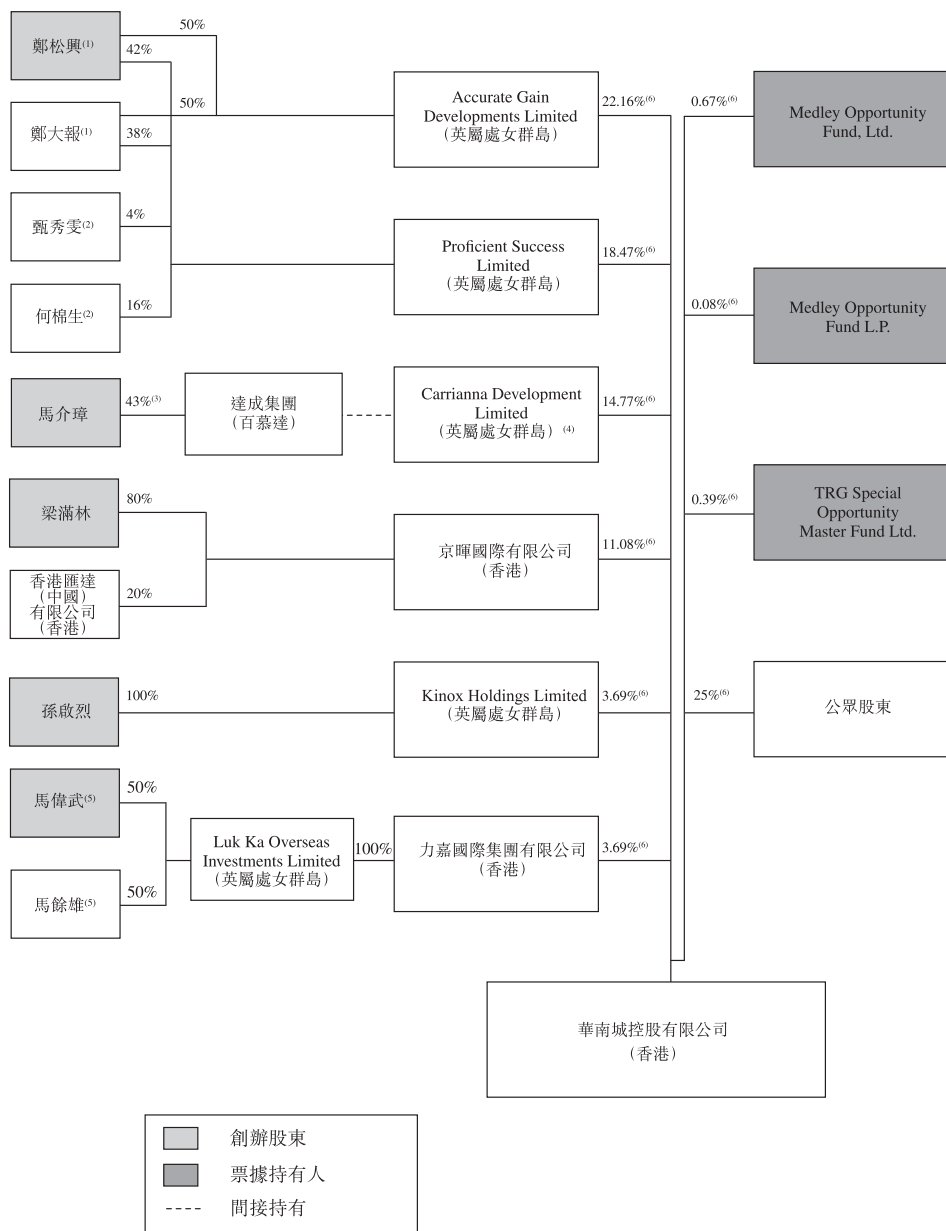 50%
鄭松興(1)
42%
50%
鄭大報(1)
38%
甄秀雯(2)
4%
何棉生(2)
16%
Accurate Gain
Developments Limited
(英屬處女群島)
22.16%(6)
Proficient Success
Limited
(英屬處女群島)
18.47%(6)
馬介璋
43%(3)
達成集團
(百慕達)
Carrianna Development
Limited
(英屬處女群島) (4)
14.77%(6)
梁滿林
80%
香港匯達
(中國)
有限公司
(香港)
20%
京暉國際有限公司
(香港)
11.08%(6)
孫啟烈
100%
Kinox Holdings Limited
(英屬處女群島)
3.69%(6)
馬偉武(5)
50%
馬餘雄(5)
50%
Luk Ka Overseas
Investments Limited
(英屬處女群島)
100%
力嘉國際集團有限公司
(香港)
3.69%(6)
0.67%(6)
Medley Opportunity
Fund, Ltd.
0.08%(6)
Medley Opportunity
Fund L.P.
0.39%(6)
TRG Special
Opportunity
Master Fund Ltd.
25%(6)
公眾股東
華南城控股有限公司
(香港)
創辦股東
票據持有人
間接持有